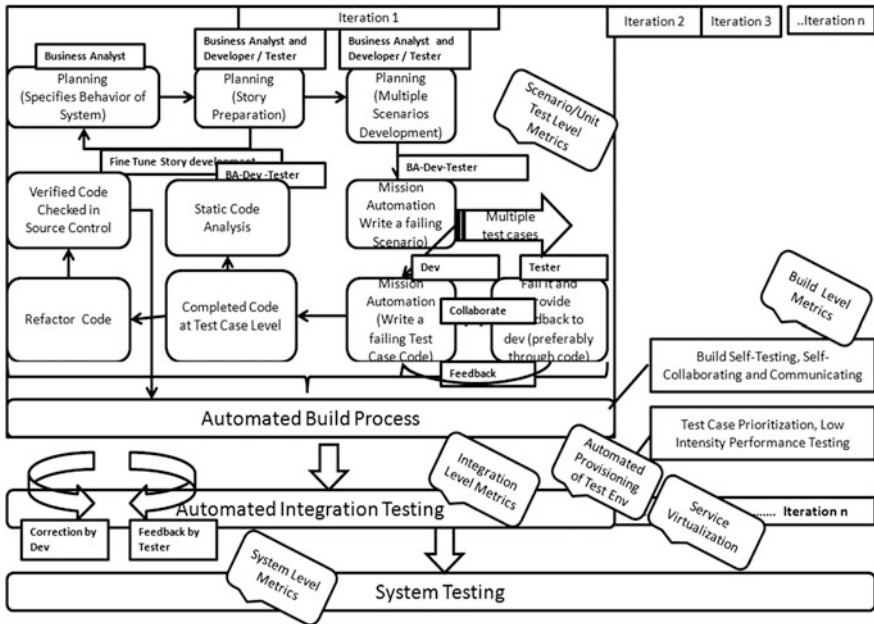 Iteration 1
Iteration 2
Iteration 3
..Iteration n
Business Analyst
Business Analyst and
Developer / Tester
Business Analyst and
Developer / Tester
Planning
(Specifies Behavior of
System)
Planning
(Story
Preparation)
Planning
(Multiple
Scenarios
Development)
Scenario/Unit
Test Level
Metrics
Fine Tune Story development
BA-Dev -Tester
BA-Dev-Tester
Verified Code
Checked in
Source Control
Static Code
Analysis
Mission
Automation
Write a failing
Scenario)
Multiple
test cases
Dev
Tester
Refactor Code
Completed Code
at Test Case Level
Mission
Automation
(Write a
failing Test
Case Code)
Collaborate
Fail it and
provide
feedback to
dev (preferably
through code)
Feedback
Build Level
Metrics
Build Self-Testing, Self-
Collaborating and Communicating
Automated Build Process
Test Case Prioritization, Low
Intensity Performance Testing
Integration
Level Metrics
Automated
Provisioning
of Test Env
Service
Virtualization
Automated Integration Testing
....... Iteration n
Correction by
Dev
Feedback by
Tester
System Level
Metrics
System Testing